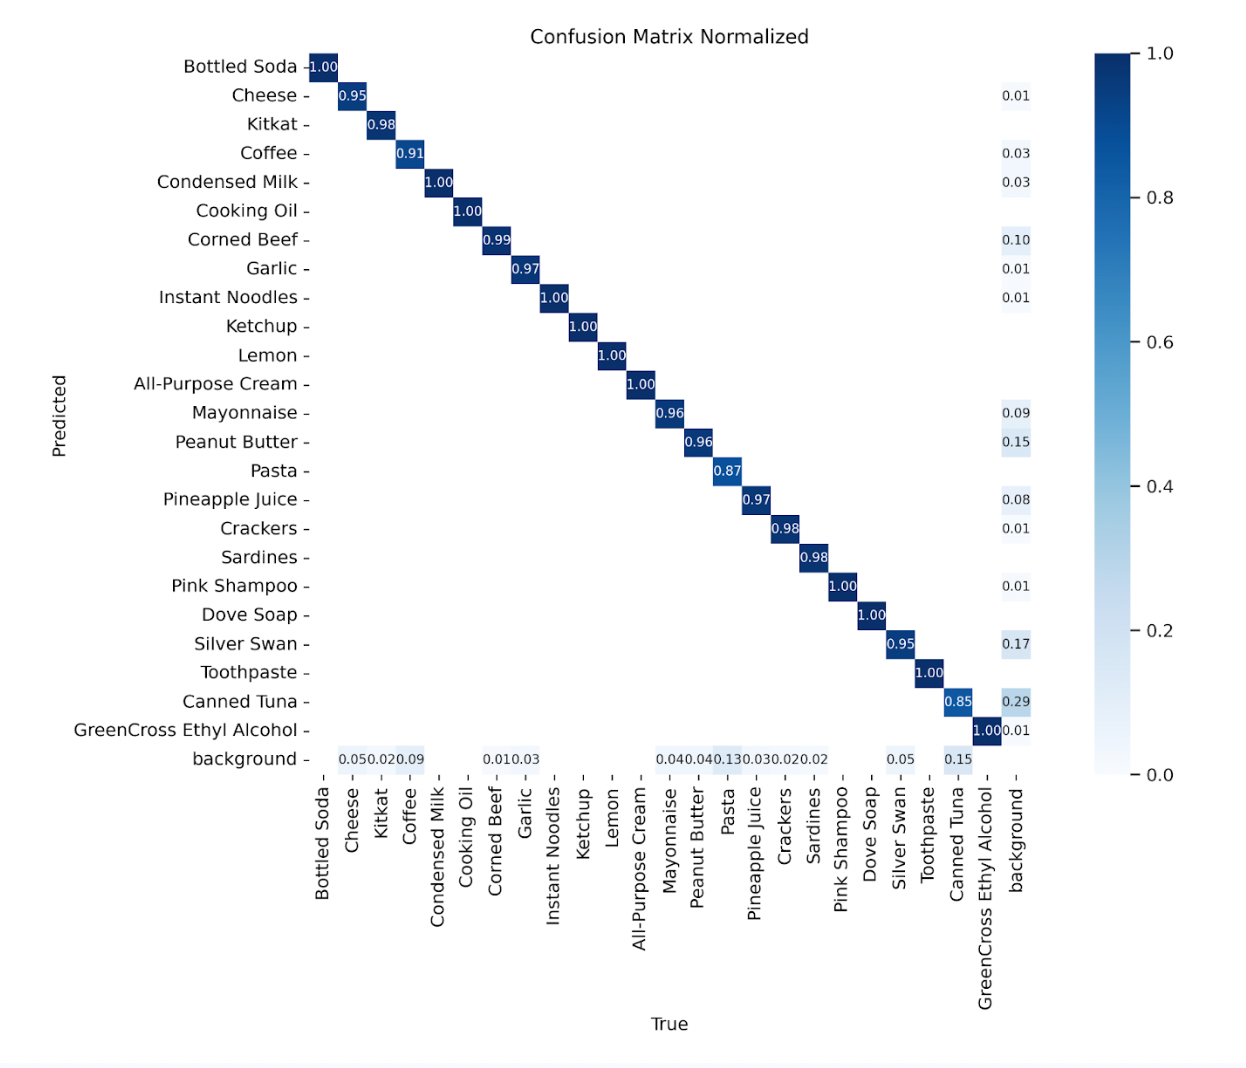 Confusion Matrix Normalized
Bottled Soda 1.00
Cheese 0.95 0.01
Kitkat 0.98
Coffee 0.91 0.03
Condensed Milk 1.00 0.03
Cooking Oil 1.00
Corned Beef 0.99 0.10
Garlic 0.97 0.01
Instant Noodles 1.00 0.01
Ketchup 1.00
Lemon 1.00
All-Purpose Cream 1.00
Mayonnaise 0.96 0.09
Peanut Butter 0.96 0.15
Pasta 0.87
Pineapple Juice 0.97 0.08
Crackers 0.98 0.01
Sardines 0.98
Pink Shampoo 1.00 0.01
Dove Soap 1.00
Silver Swan 0.95 0.17
Toothpaste 1.00
Canned Tuna 0.85 0.29
GreenCross Ethyl Alcohol 1.00 0.01
background 0.05 0.02 0.09 0.01 0.03 0.04 0.04 0.13 0.03 0.02 0.02 0.05 0.15
Predicted
Bottled Soda
Cheese
Kitkat
Coffee
Condensed Milk
Cooking Oil
Corned Beef
Garlic
Instant Noodles
Ketchup
Lemon
All-Purpose Cream
Mayonnaise
Peanut Butter
Pasta
Pineapple Juice
Crackers
Sardines
Pink Shampoo
Dove Soap
Silver Swan
Toothpaste
Canned Tuna
GreenCross Ethyl Alcohol
background
True
1.0
0.8
0.6
0.4
0.2
0.0